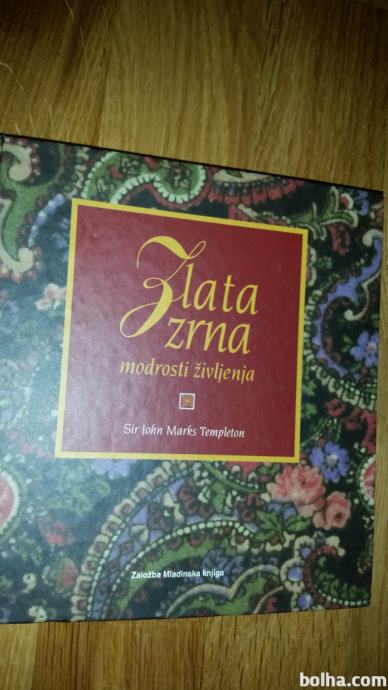 Zlata
zrna
modrosti življenja
Sir John Marks Templeton
Založba Mladinska knjiga
bolha.com